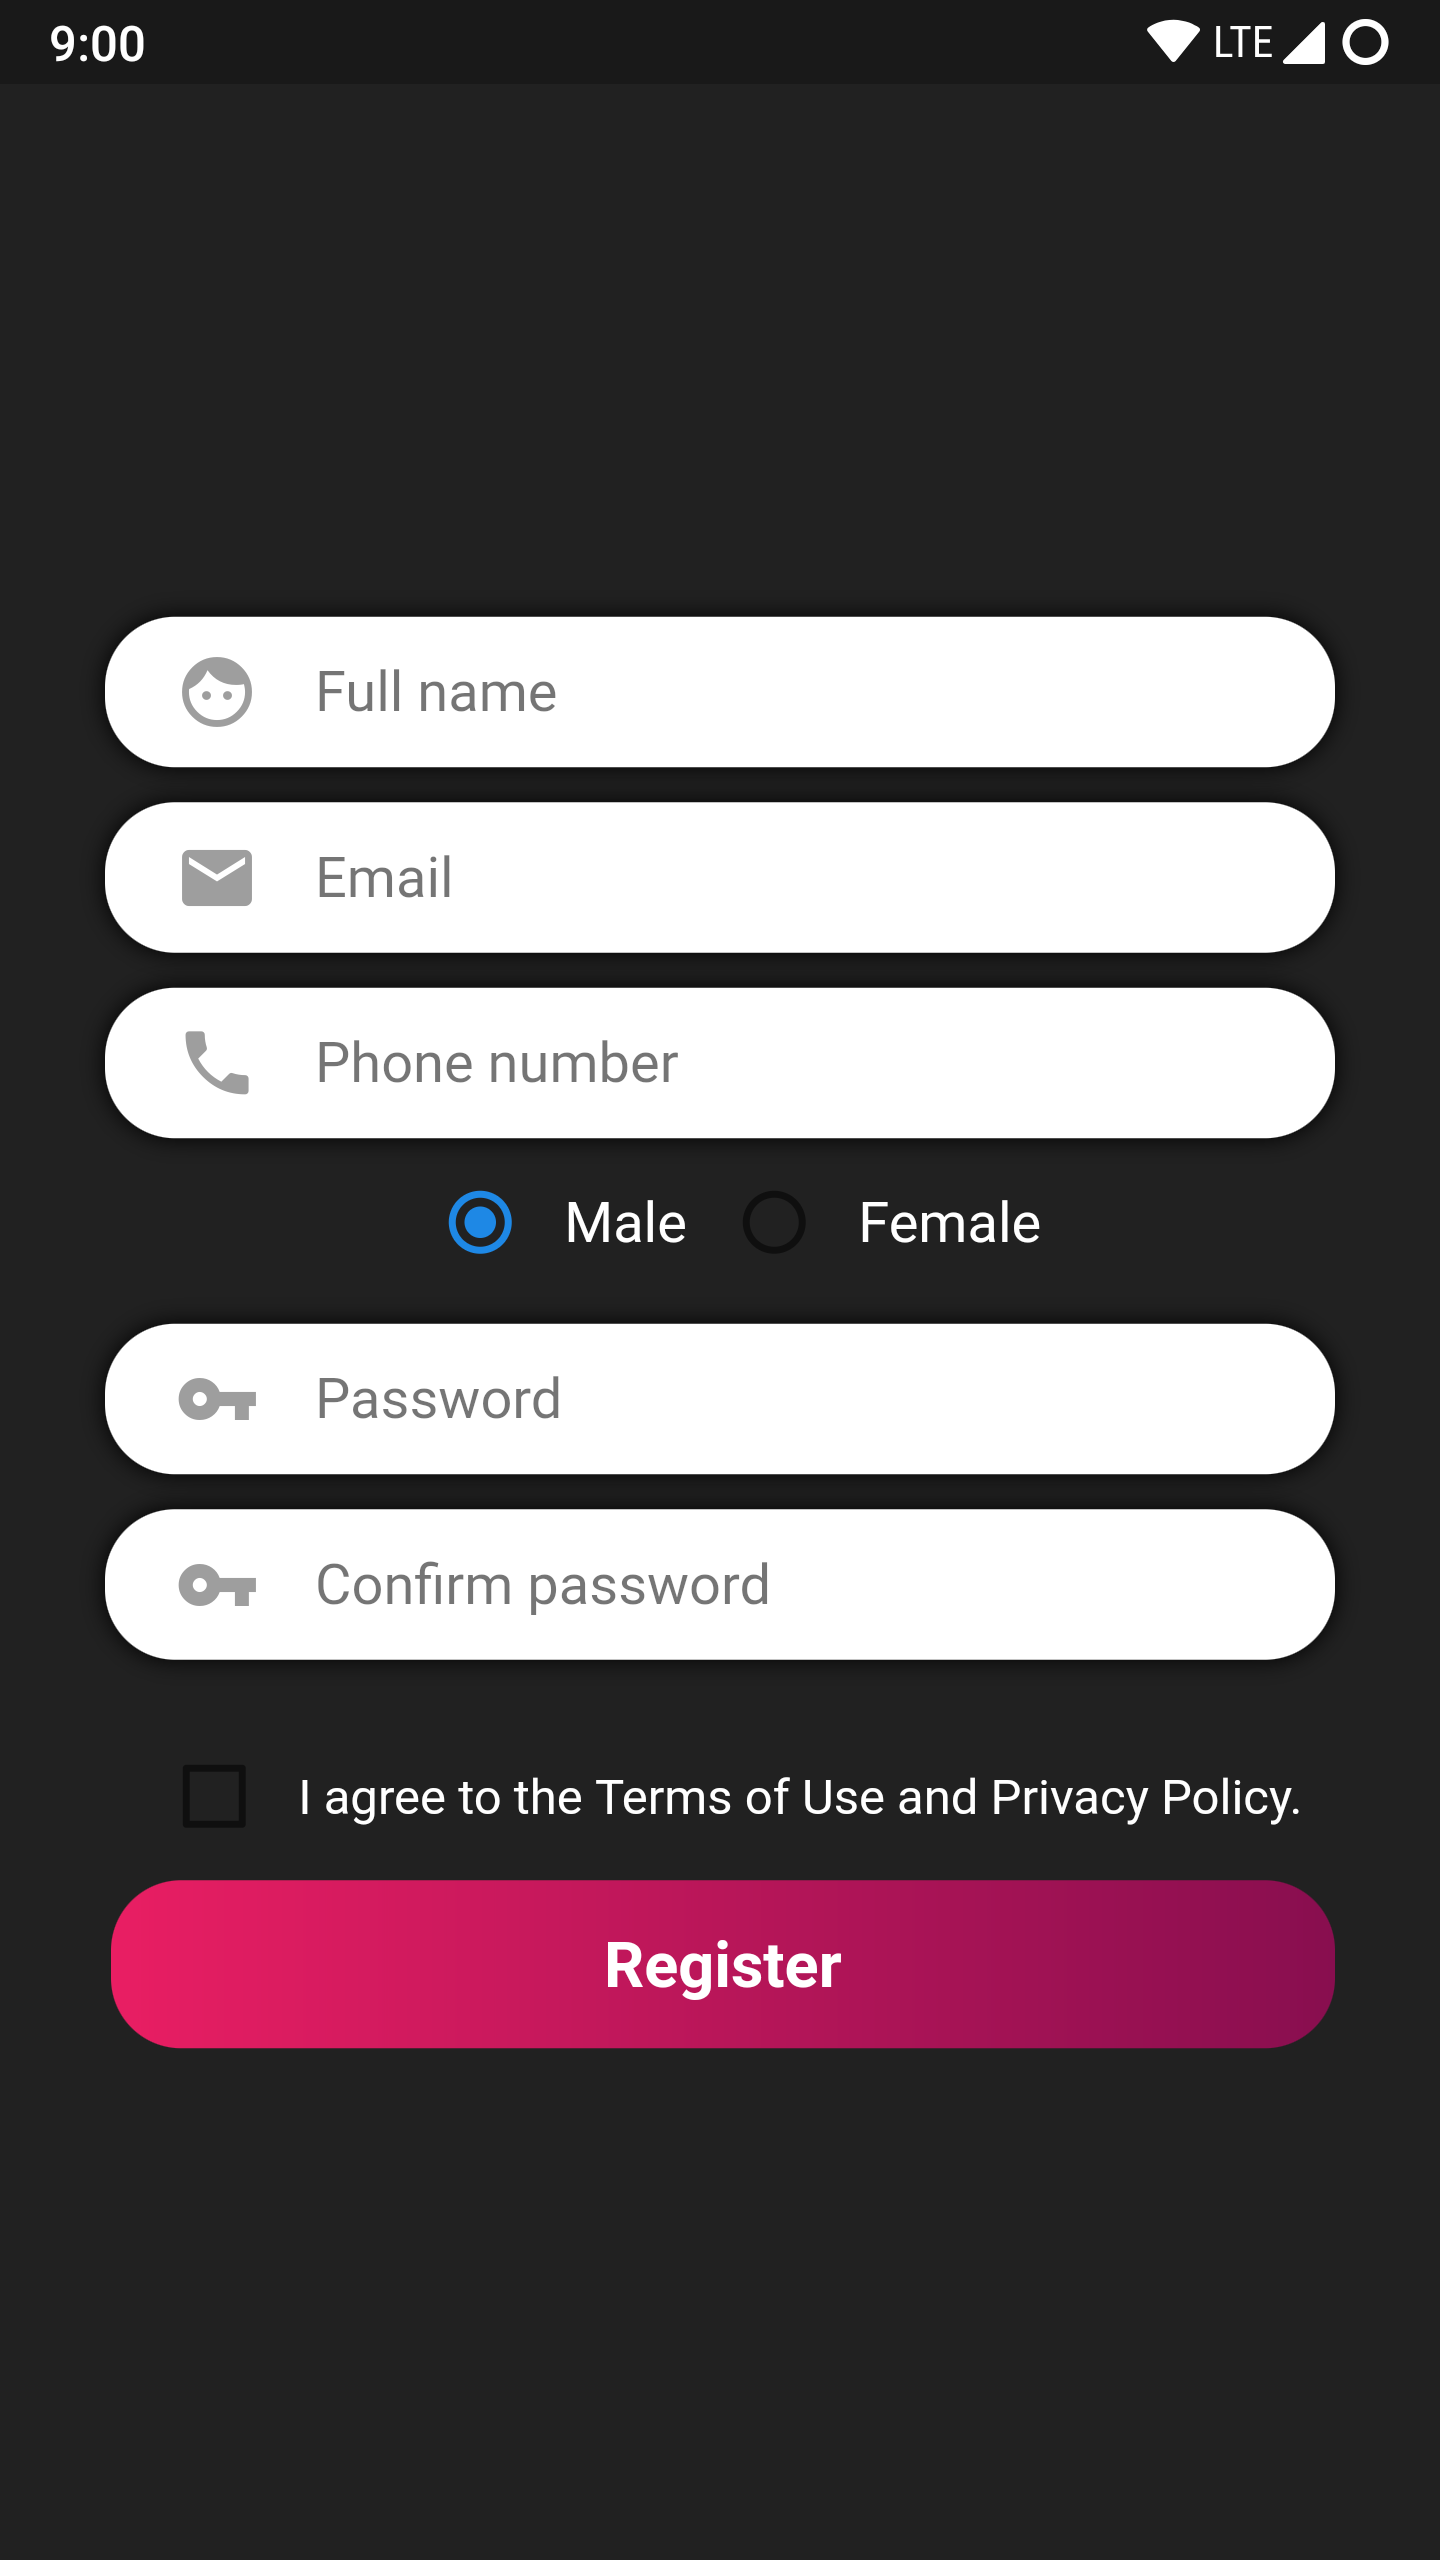 9:00 LTE
Full name
Email
Phone number
Male Female
Password
Confirm password
I agree to the Terms of Use and Privacy Policy.
Register